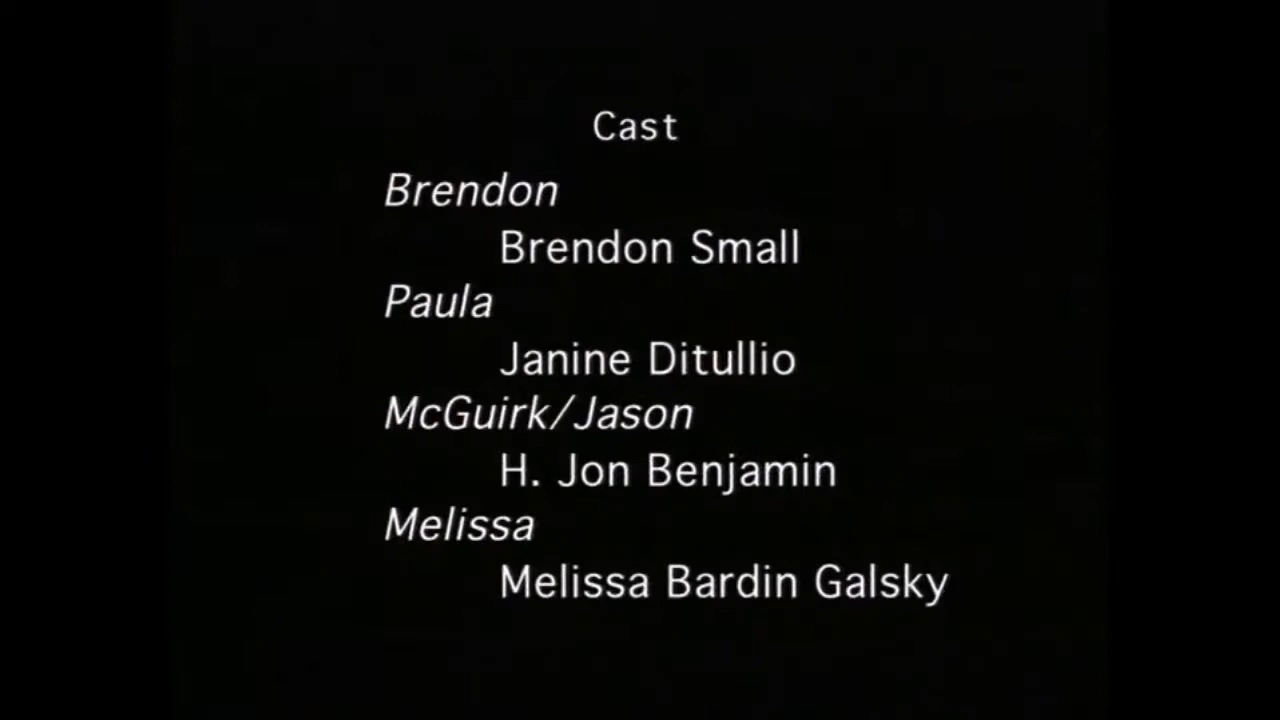 Cast
Brendon
Brendon Small
Paula
Janine Ditullio
McGuirk/Jason
H. Jon Benjamin
Melissa
Melissa Bardin Galsky